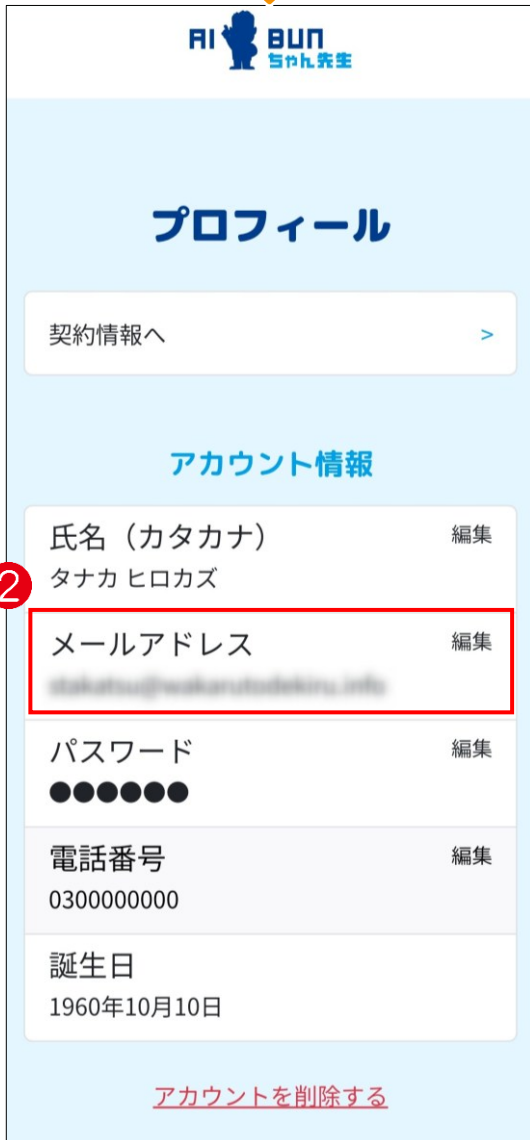 AI BUN
ちゃん先生
プロフィール
契約情報へ >
アカウント情報
氏名（カタカナ） 編集
タナカ ヒロカズ
2
メールアドレス 編集
パスワード 編集
●●●●●●
電話番号 編集
0300000000
誕生日
1960年10月10日
アカウントを削除する